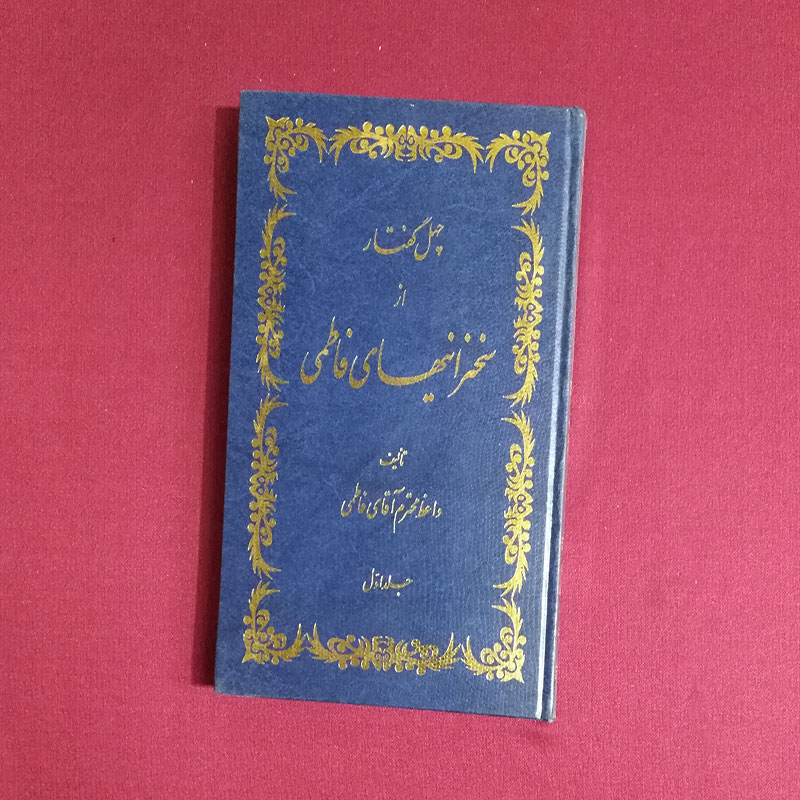 چهل گفتار
از
سخنرانیهای فاطمی
تألیف
واعظ محترم آقای فاطمی
جلد اول